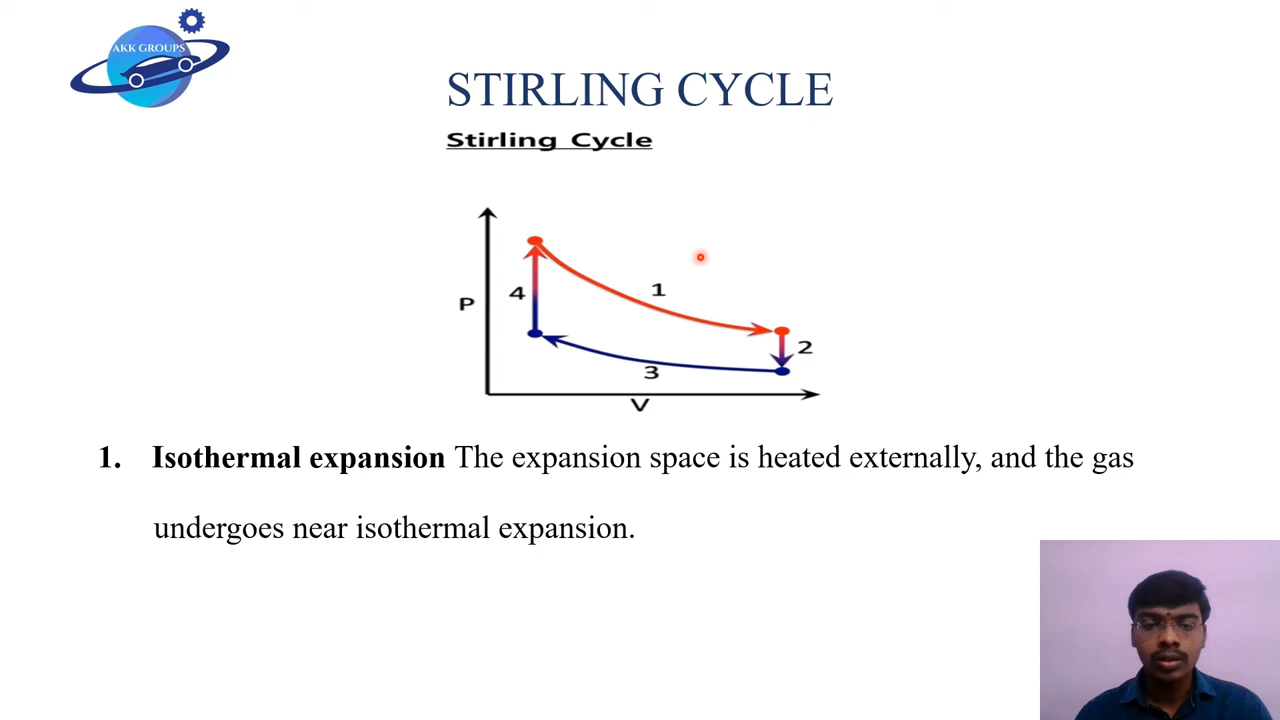 AKK GROUPS
STIRLING CYCLE
Stirling Cycle
P
4
1
2
3
V
1. Isothermal expansion The expansion space is heated externally, and the gas
undergoes near isothermal expansion.